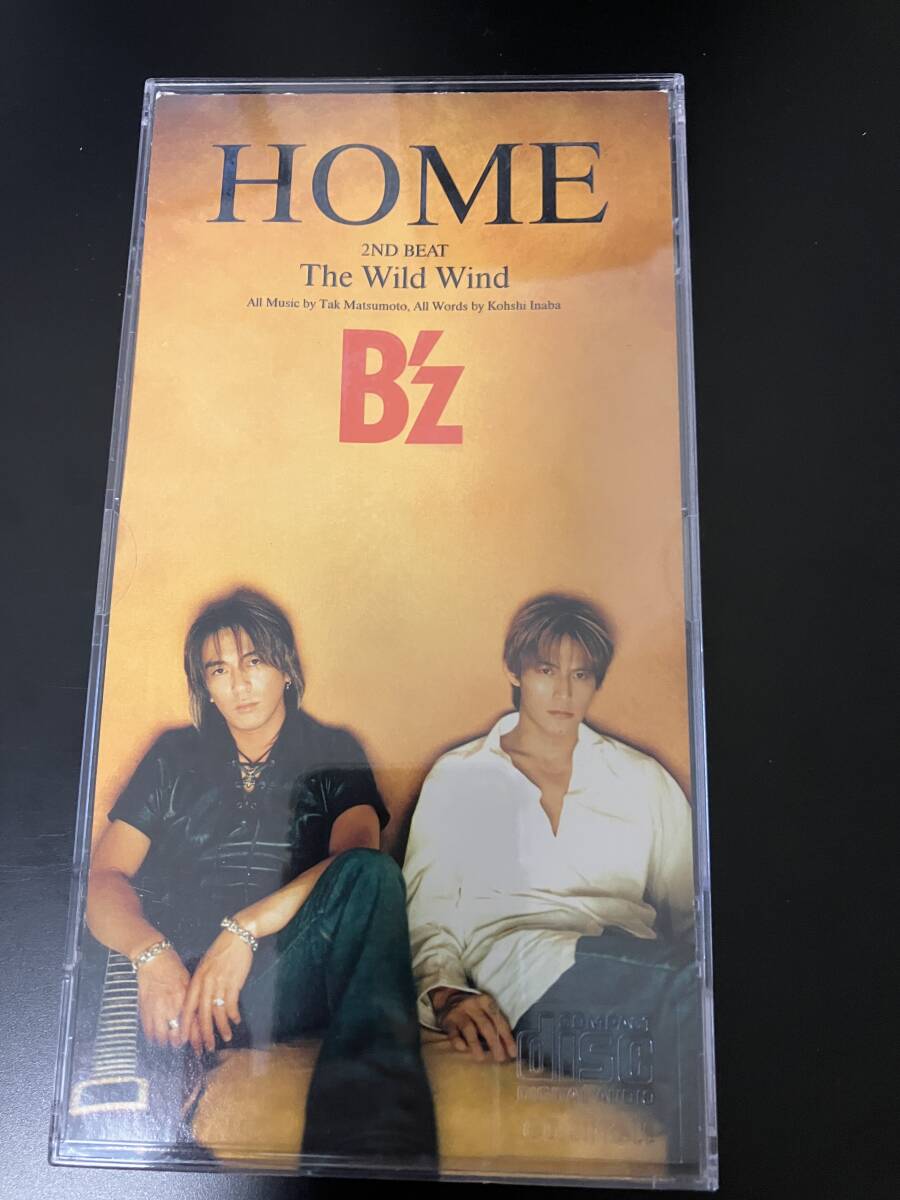 HOME
2ND BEAT
The Wild Wind
All Music by Tak Matsumoto, All Words by Kohshi Inaba
B'z
COMPACT
disc
DIGITAL AUDIO